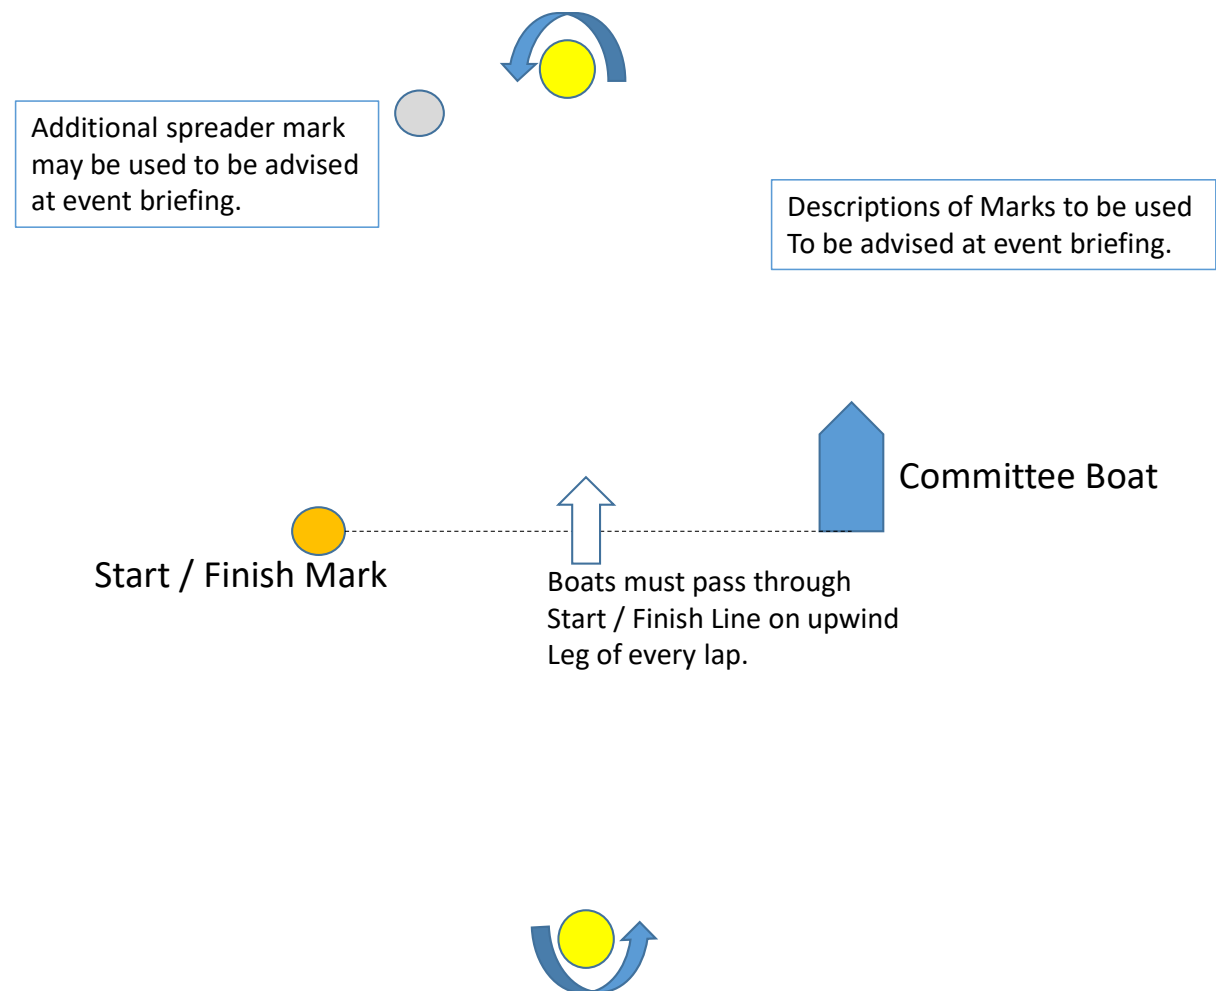 Additional spreader mark
may be used to be advised
at event briefing.
Descriptions of Marks to be used
To be advised at event briefing.
Committee Boat
Start / Finish Mark
Boats must pass through
Start / Finish Line on upwind
Leg of every lap.